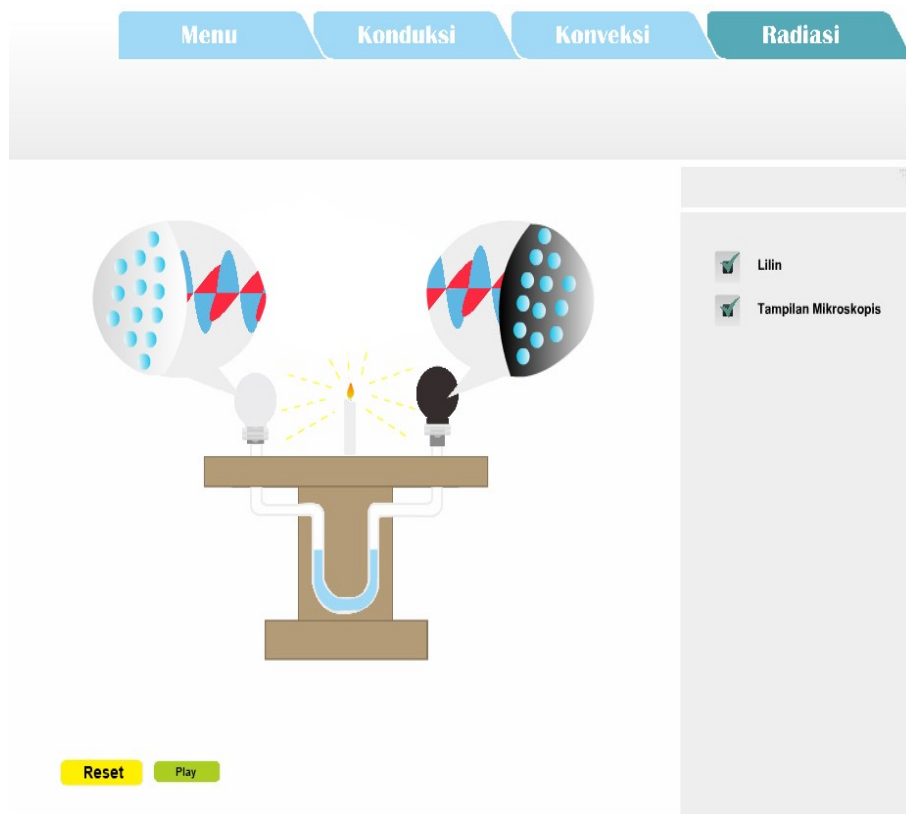 Menu
Konduksi
Konveksi
Radiasi
Lilin
Tampilan Mikroskopis
Reset
Play